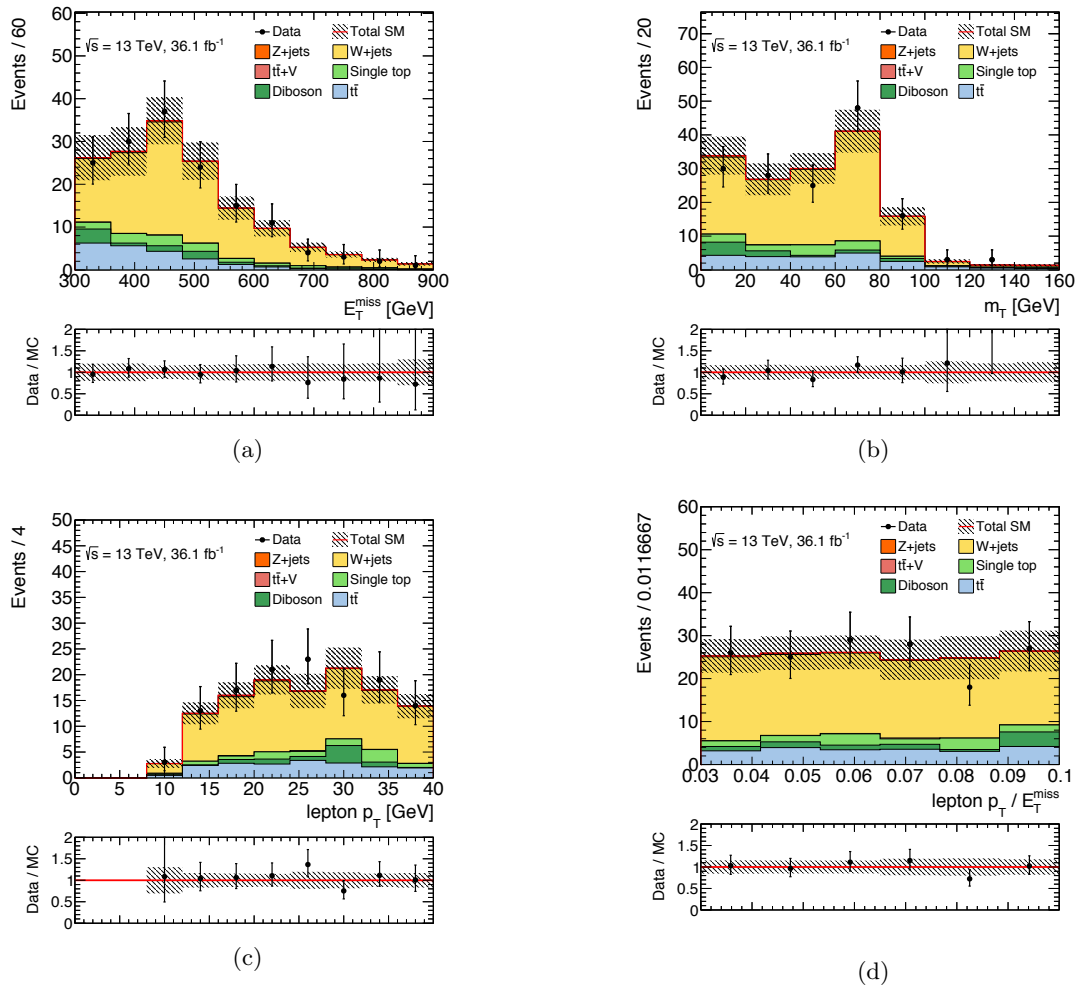 Events / 60
60
50
40
30
20
10
0
√s = 13 TeV, 36.1 fb⁻¹
Data
Total SM
Z+jets
W+jets
tt̄+V
Single top
Diboson
tt̄
300 400 500 600 700 800 900
E_T^miss [GeV]
Data / MC
2
1.5
1
0.5
0
(a)
Events / 20
70
60
50
40
30
20
10
0
√s = 13 TeV, 36.1 fb⁻¹
Data
Total SM
Z+jets
W+jets
tt̄+V
Single top
Diboson
tt̄
0 20 40 60 80 100 120 140 160
m_T [GeV]
Data / MC
2
1.5
1
0.5
0
(b)
Events / 4
50
45
40
35
30
25
20
15
10
5
0
√s = 13 TeV, 36.1 fb⁻¹
Data
Total SM
Z+jets
W+jets
tt̄+V
Single top
Diboson
tt̄
0 5 10 15 20 25 30 35 40
lepton p_T [GeV]
Data / MC
2
1.5
1
0.5
0
(c)
Events / 0.0116667
60
50
40
30
20
10
0
√s = 13 TeV, 36.1 fb⁻¹
Data
Total SM
Z+jets
W+jets
tt̄+V
Single top
Diboson
tt̄
0.03 0.04 0.05 0.06 0.07 0.08 0.09 0.1
lepton p_T / E_T^miss
Data / MC
2
1.5
1
0.5
0
(d)